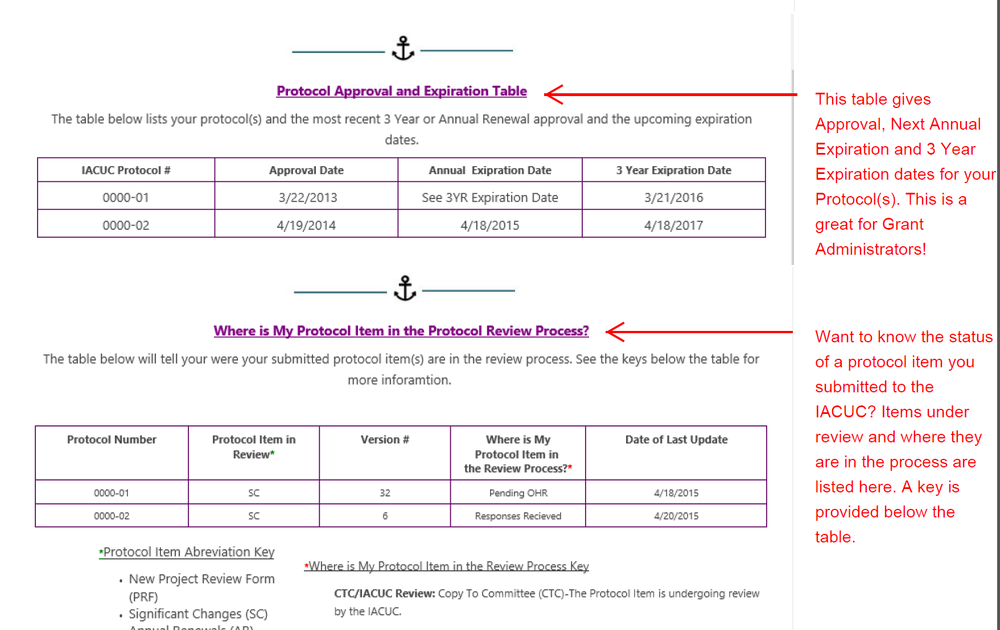 Protocol Approval and Expiration Table
The table below lists your protocol(s) and the most recent 3 Year or Annual Renewal approval and the upcoming expiration
dates.
IACUC Protocol # Approval Date Annual  Exipration Date 3 Year Exipration Date
0000-01 3/22/2013 See 3YR Expiration Date 3/21/2016
0000-02 4/19/2014 4/18/2015 4/18/2017
This table gives
Approval, Next Annual
Expiration and 3 Year
Expiration dates for your
Protocol(s). This is a
great for Grant
Administrators!
Where is My Protocol Item in the Protocol Review Process?
The table below will tell your were your submitted protocol item(s) are in the review process. See the keys below the table for
more inforamtion.
Protocol Number Protocol Item in Review* Version # Where is My Protocol Item in the Review Process?* Date of Last Update
0000-01 SC 32 Pending OHR 4/18/2015
0000-02 SC 6 Responses Recieved 4/20/2015
Want to know the status
of a protocol item you
submitted to the
IACUC? Items under
review and where they
are in the process are
listed here. A key is
provided below the
table.
*Protocol Item Abreviation Key
• New Project Review Form
(PRF)
• Significant Changes (SC)
Annual Renewals (AR)
*Where is My Protocol Item in the Review Process Key
CTC/IACUC Review: Copy To Committee (CTC)-The Protocol Item is undergoing review
by the IACUC.